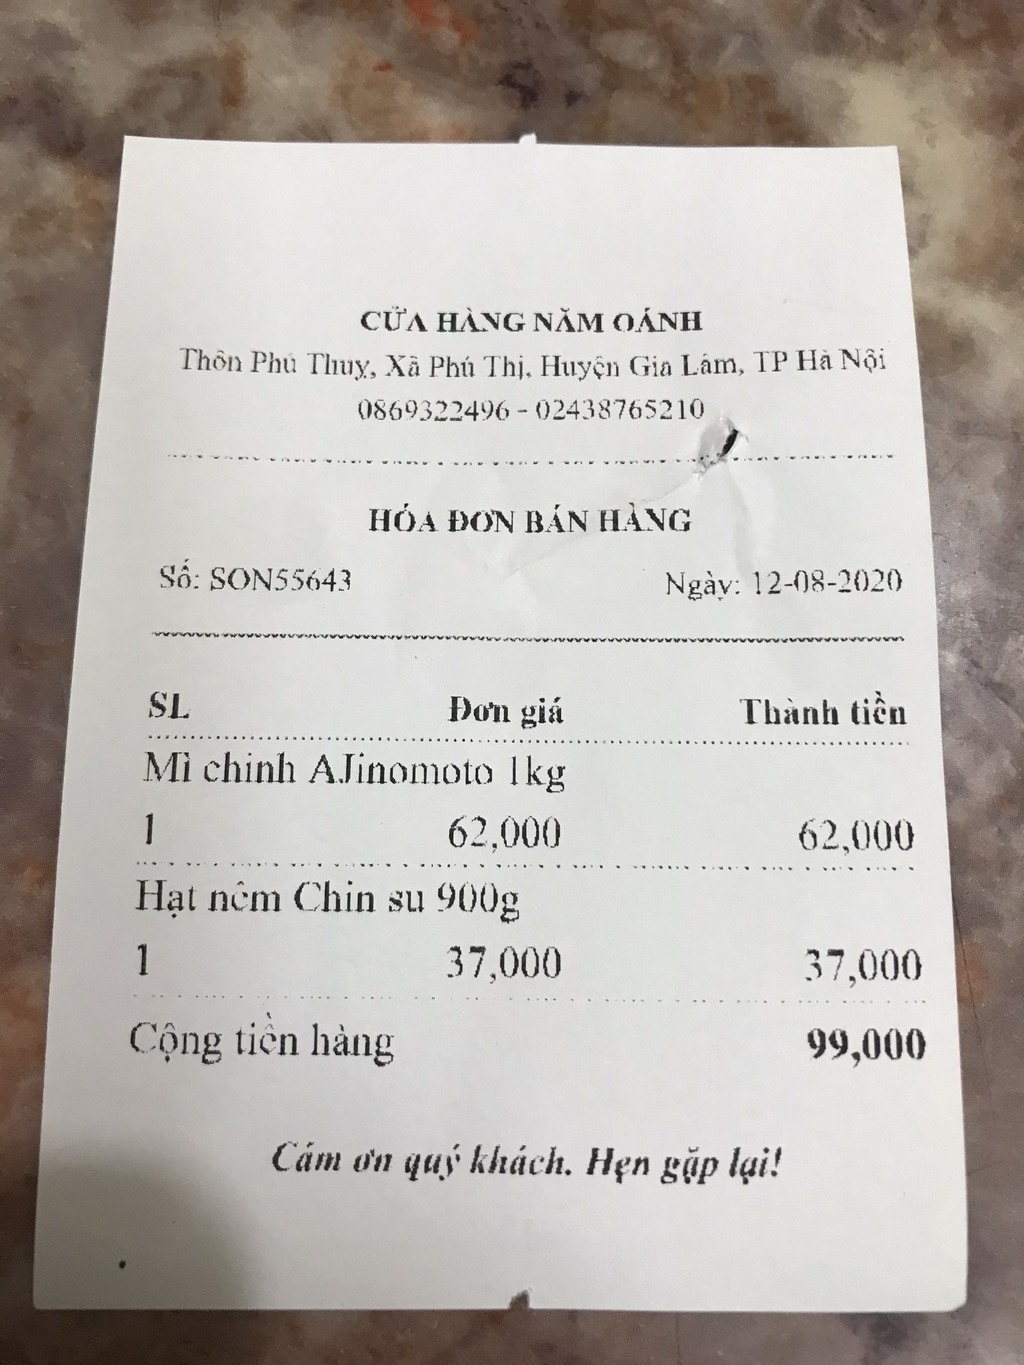 CỬA HÀNG NĂM OÁNH
Thôn Phú Thuỵ, Xã Phú Thị, Huyện Gia Lâm, TP Hà Nội
0869322496 - 02438765210
HÓA ĐƠN BÁN HÀNG
Số: SON55643 Ngày: 12-08-2020
SL Đơn giá Thành tiền
Mì chinh AJinomoto 1kg
1 62,000 62,000
Hạt nêm Chin su 900g
1 37,000 37,000
Cộng tiền hàng 99,000
Cám ơn quý khách. Hẹn gặp lại!